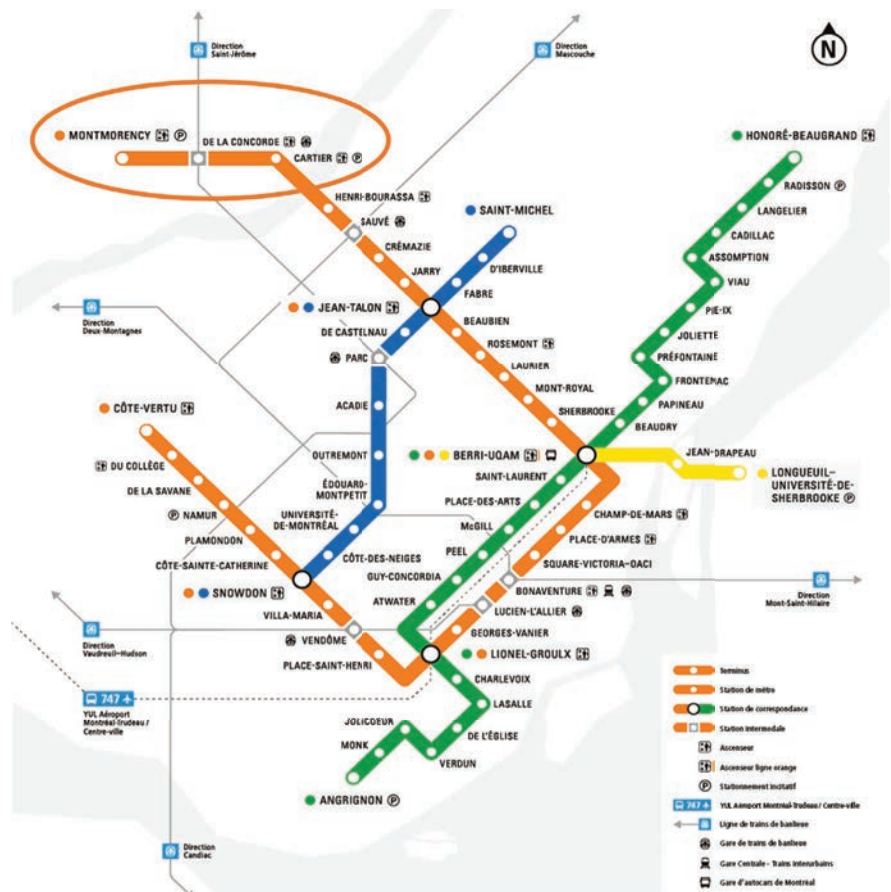 Direction
Saint-Jérôme
Direction
Mascouche
N
MONTMORENCY P
DE LA CONCORDE
CARTIER P
HONORÉ-BEAUGRAND
RADISSON P
LANGELIER
CADILLAC
ASSOMPTION
VIAU
PIE-IX
JOLIETTE
PRÉFONTAINE
FRONTENAC
PAPINEAU
BEAUDRY
HENRI-BOURASSA
SAUVÉ
CRÉMAZIE
JARRY
SAINT-MICHEL
D'IBERVILLE
FABRE
JEAN-TALON
BEAUBIEN
DE CASTELNAU
ROSEMONT
PARC
LAURIER
MONT-ROYAL
SHERBROOKE
Direction
Deux-Montagnes
ACADIE
OUTREMONT
ÉDOUARD-
MONTPETIT
UNIVERSITÉ-
DE-MONTRÉAL
CÔTE-DES-NEIGES
CÔTE-VERTU
DU COLLÈGE
DE LA SAVANE
P NAMUR
PLAMONDON
CÔTE-SAINTE-CATHERINE
SNOWDON
VILLA-MARIA
VENDÔME
PLACE-SAINT-HENRI
BERRI-UQAM
JEAN-DRAPEAU
LONGUEUIL–
UNIVERSITÉ-DE-
SHERBROOKE P
SAINT-LAURENT
PLACE-DES-ARTS
McGILL
PEEL
GUY-CONCORDIA
ATWATER
CHAMP-DE-MARS
PLACE-D'ARMES
SQUARE-VICTORIA–OACI
BONAVENTURE
LUCIEN-L'ALLIER
GEORGES-VANIER
LIONEL-GROULX
Direction
Mont-Saint-Hilaire
CHARLEVOIX
LASALLE
DE L'ÉGLISE
VERDUN
JOLICOEUR
MONK
ANGRIGNON P
Direction
Vaudreuil–Hudson
747
YUL Aéroport
Montréal-Trudeau /
Centre-ville
Direction
Candiac
Terminus
Station de métro
Station de correspondance
Station intermodale
Ascenseur
Ascenseur ligne orange
P Stationnement incitatif
747 YUL Aéroport Montréal-Trudeau / Centre-ville
Ligne de trains de banlieue
Gare de trains de banlieue
Gare Centrale - Trains interurbains
Gare d'autocars de Montréal